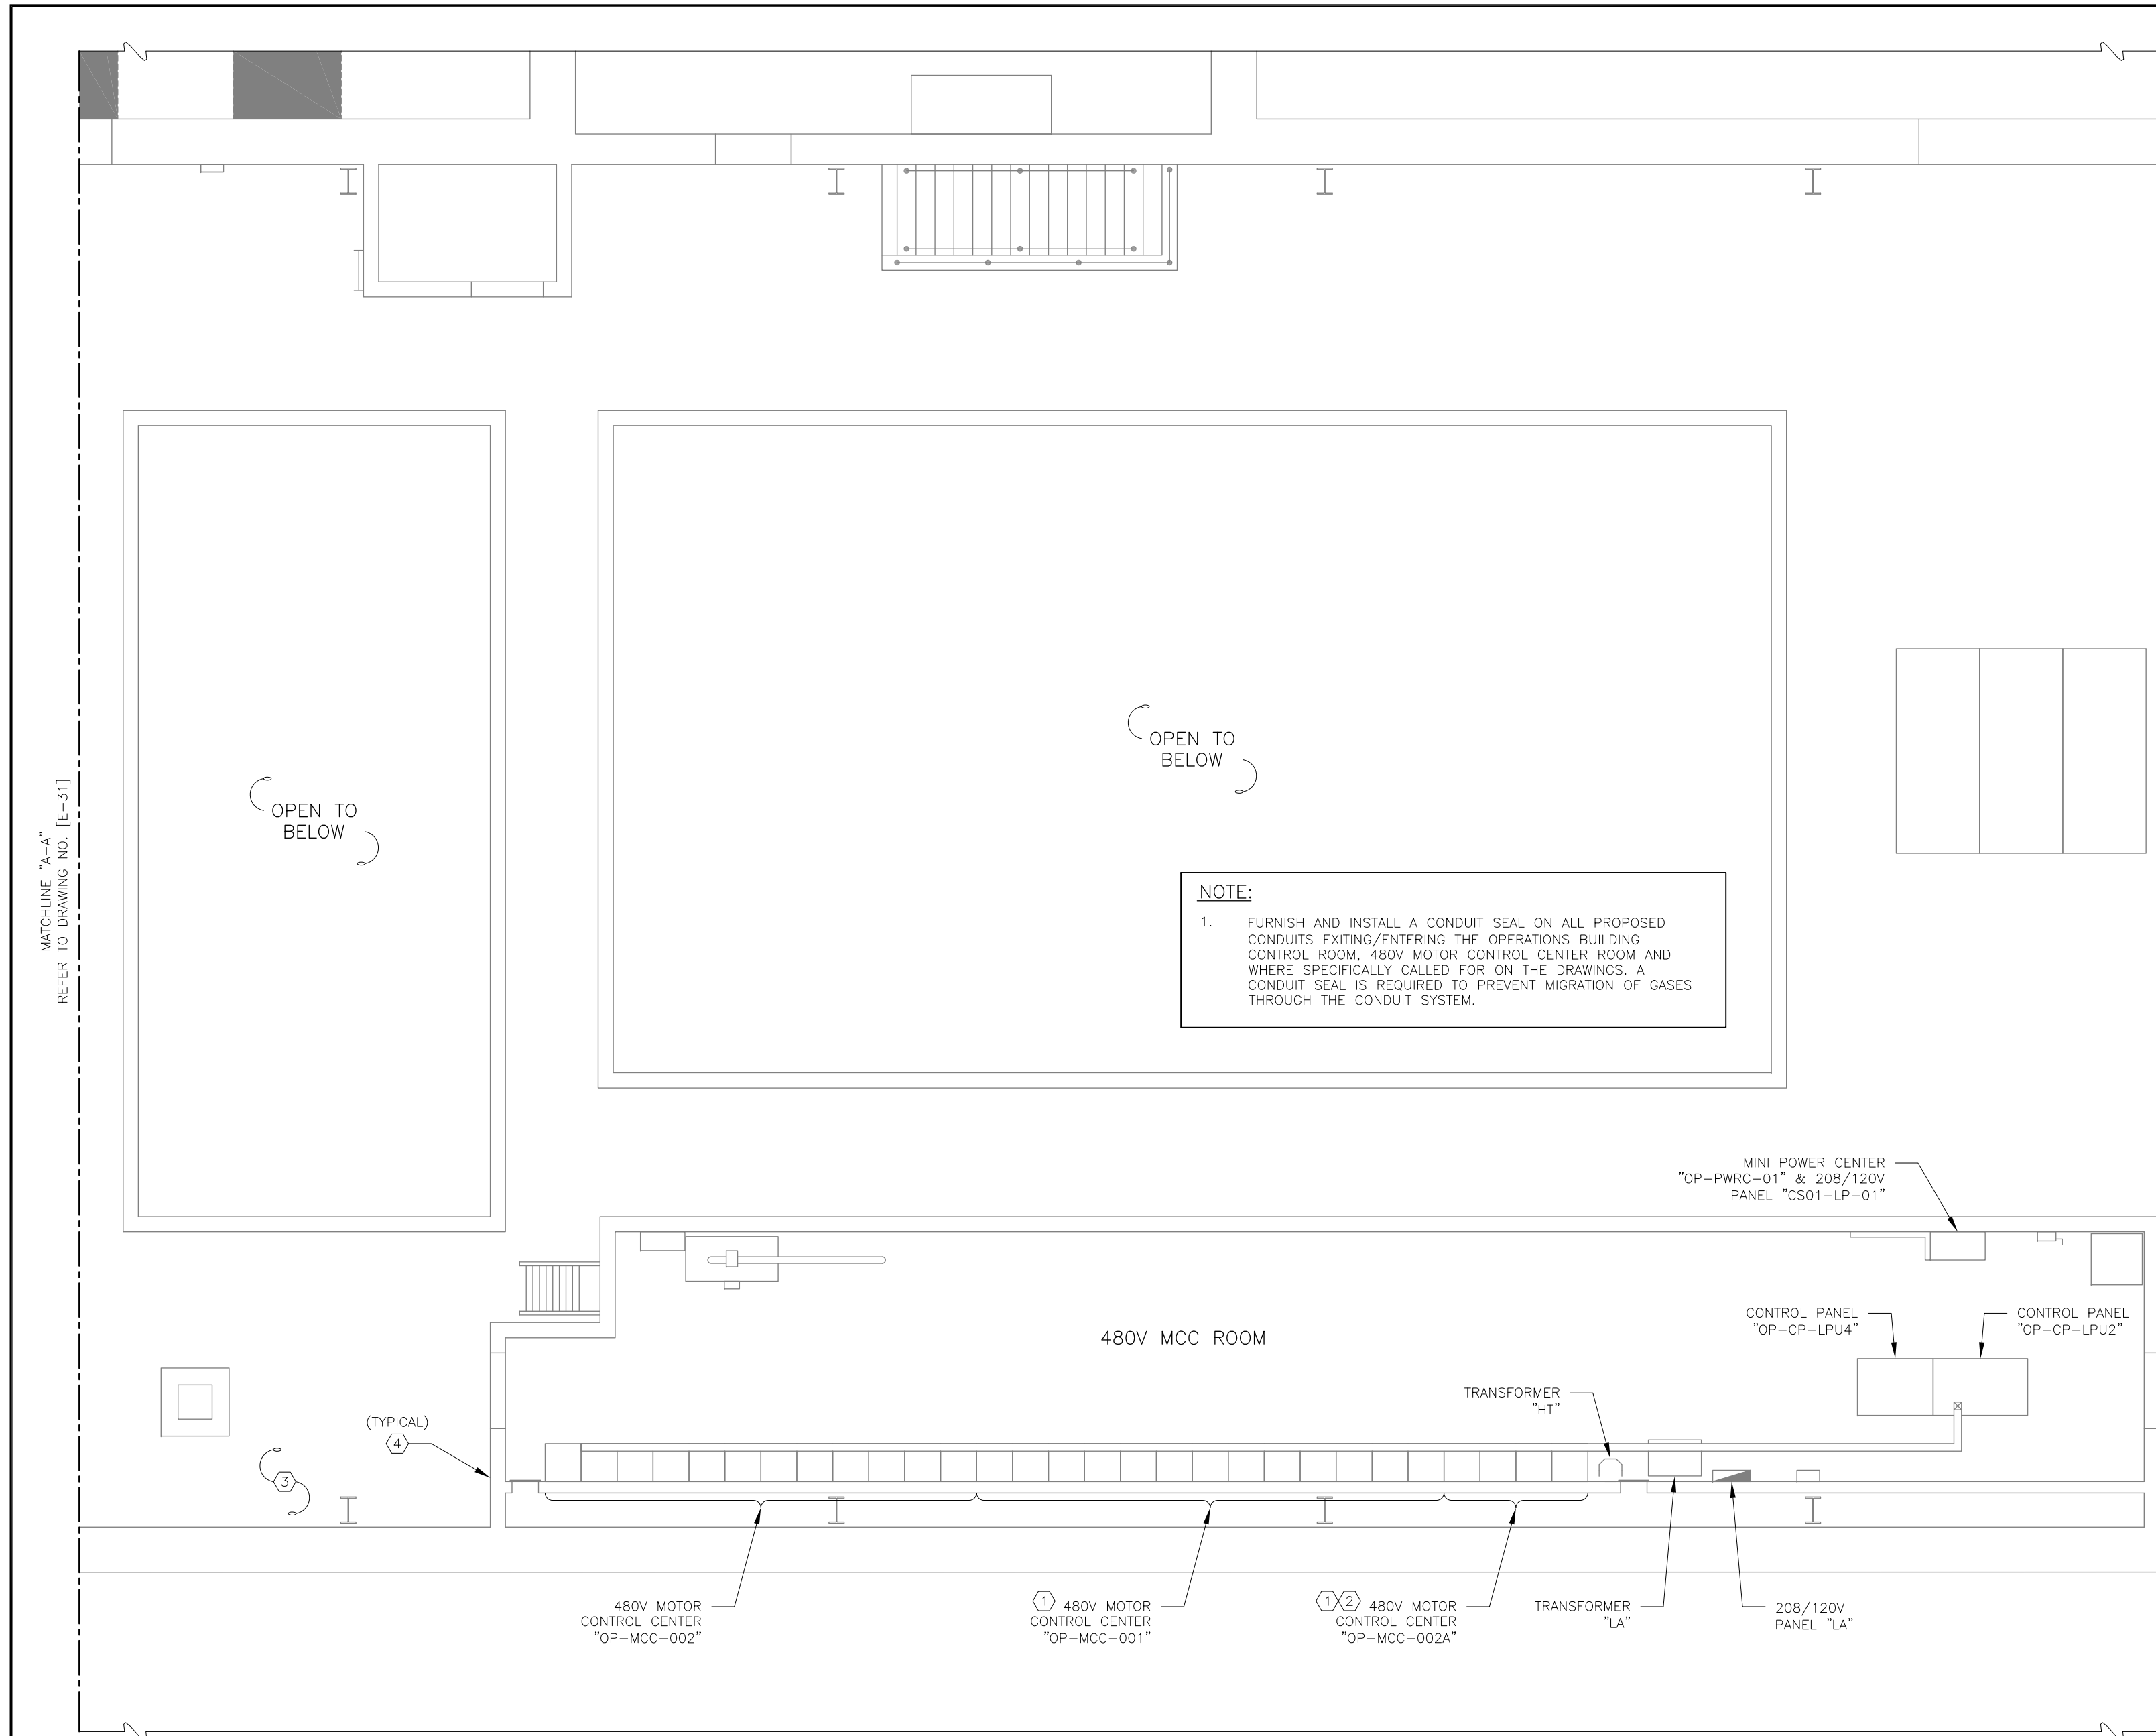 MATCHLINE "A-A"
REFER TO DRAWING NO. [E-31]
OPEN TO
BELOW
OPEN TO
BELOW
NOTE:
1. FURNISH AND INSTALL A CONDUIT SEAL ON ALL PROPOSED
CONDUITS EXITING/ENTERING THE OPERATIONS BUILDING
CONTROL ROOM, 480V MOTOR CONTROL CENTER ROOM AND
WHERE SPECIFICALLY CALLED FOR ON THE DRAWINGS. A
CONDUIT SEAL IS REQUIRED TO PREVENT MIGRATION OF GASES
THROUGH THE CONDUIT SYSTEM.
MINI POWER CENTER
"OP-PWRC-01" & 208/120V
PANEL "CS01-LP-01"
CONTROL PANEL
"OP-CP-LPU4"
CONTROL PANEL
"OP-CP-LPU2"
480V MCC ROOM
TRANSFORMER
"HT"
(TYPICAL)
4
3
480V MOTOR
CONTROL CENTER
"OP-MCC-002"
1 480V MOTOR
CONTROL CENTER
"OP-MCC-001"
1 2 480V MOTOR
CONTROL CENTER
"OP-MCC-002A"
TRANSFORMER
"LA"
208/120V
PANEL "LA"